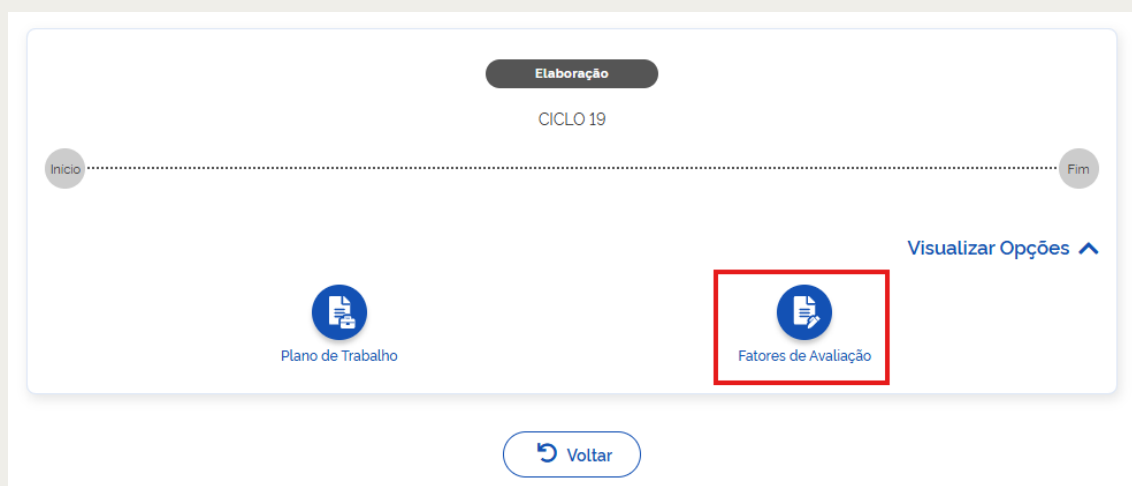 Elaboração
CICLO 19
Início
Fim
Visualizar Opções
Plano de Trabalho
Fatores de Avaliação
Voltar